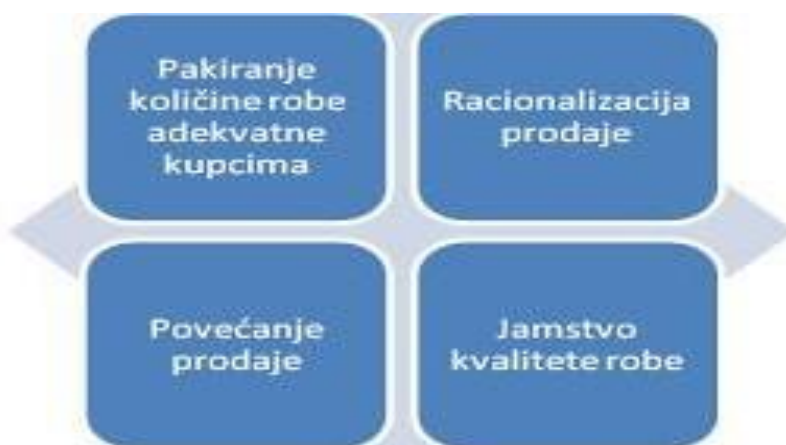 Pakiranje
količine robe
adekvatne
kupcima
Racionalizacija
prodaje
Povećanje
prodaje
Jamstvo
kvalitete robe